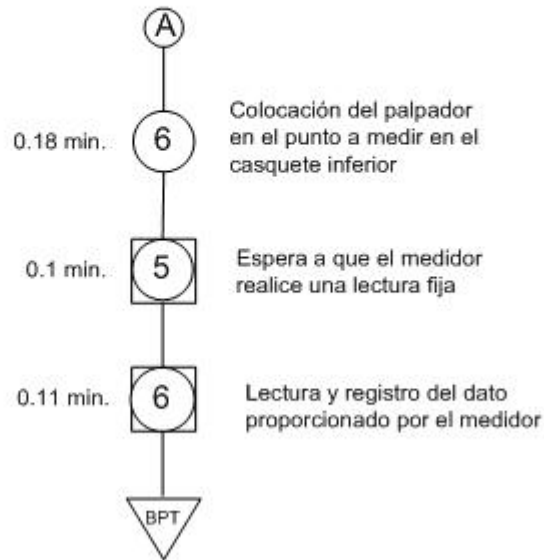 A
0.18 min.
6
Colocación del palpador
en el punto a medir en el
casquete inferior
0.1 min.
5
Espera a que el medidor
realice una lectura fija
0.11 min.
6
Lectura y registro del dato
proporcionado por el medidor
BPT